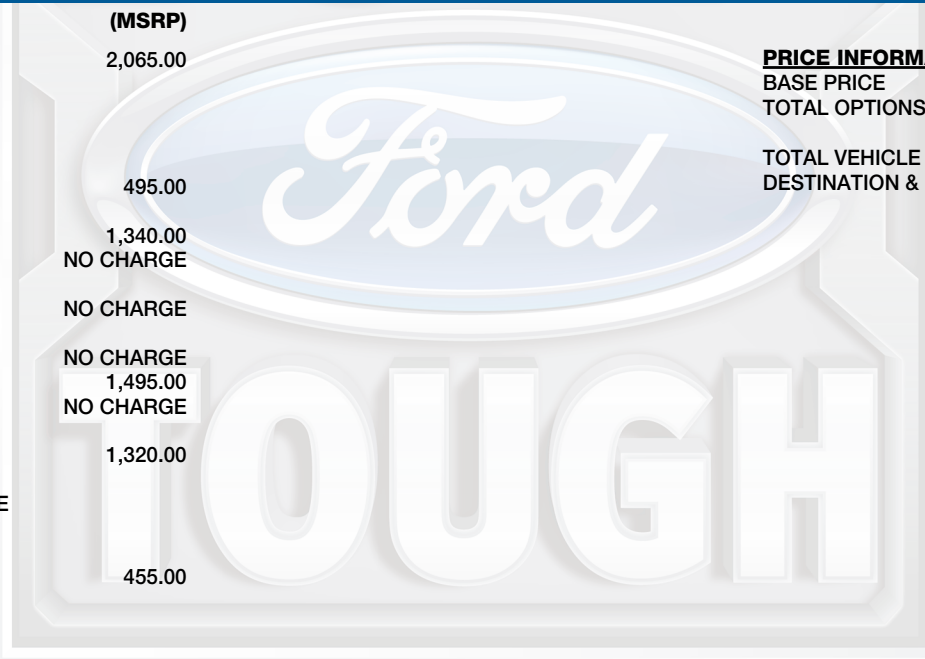 (MSRP)
2,065.00
495.00
1,340.00
NO CHARGE
NO CHARGE
NO CHARGE
1,495.00
NO CHARGE
1,320.00
E
455.00
PRICE INFORMA
BASE PRICE
TOTAL OPTIONS
TOTAL VEHICLE
DESTINATION &
Ford
TOUGH